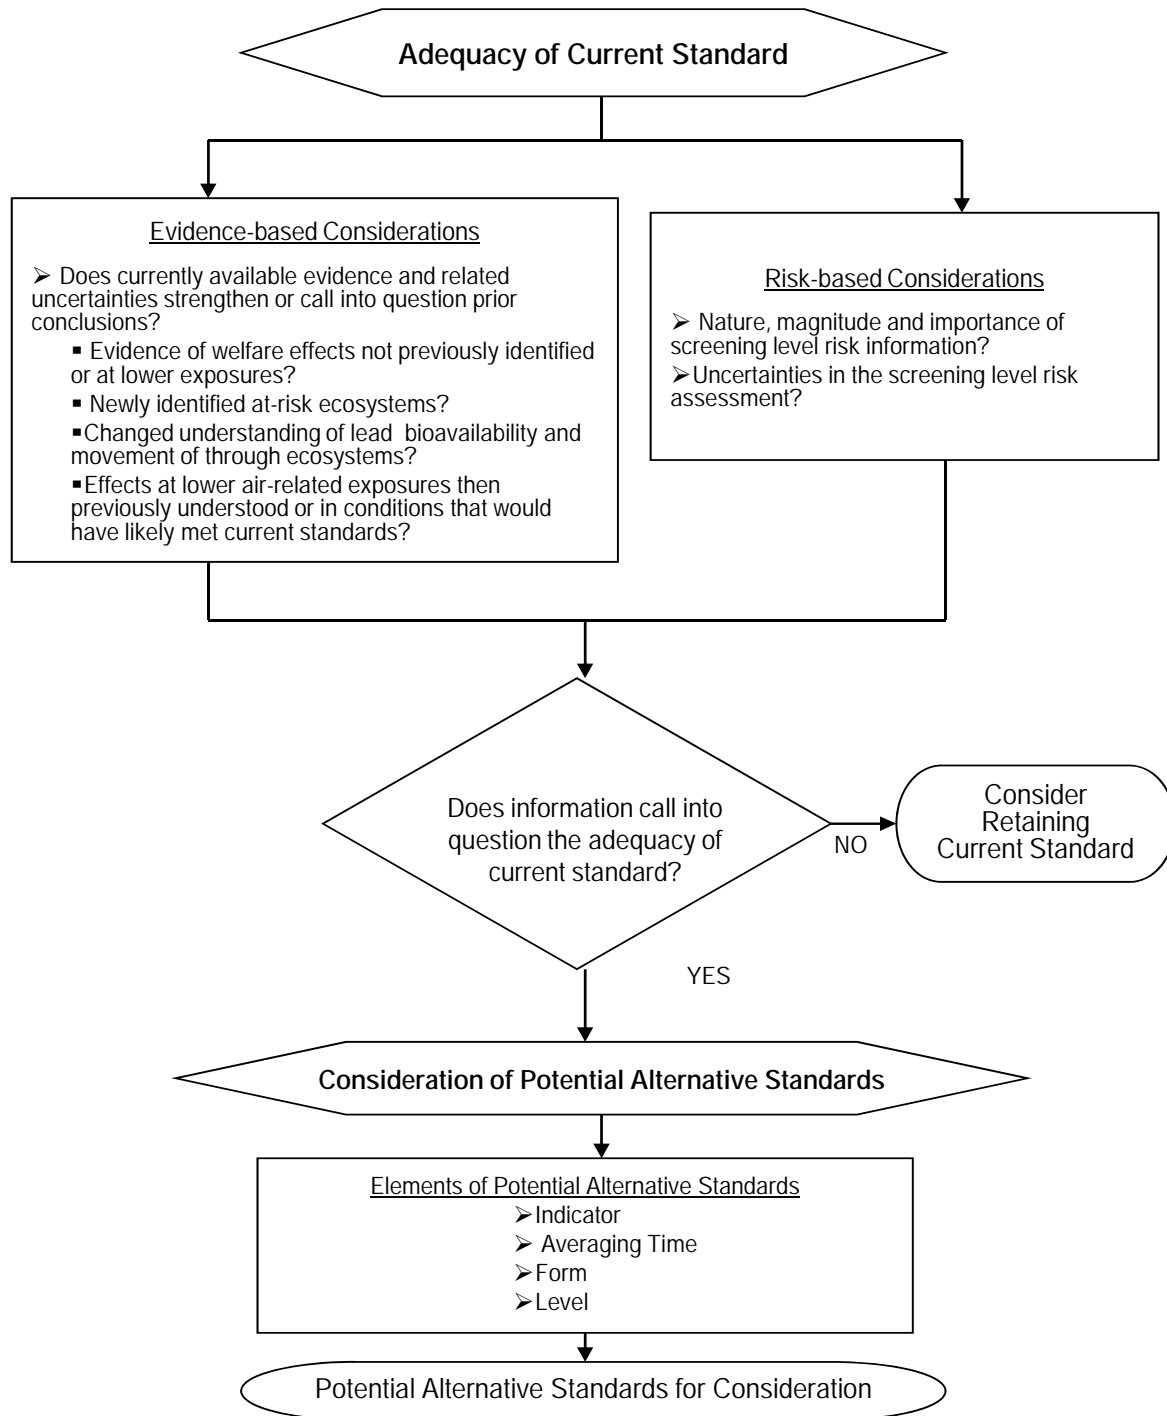 Adequacy of Current Standard
Evidence-based Considerations
➢ Does currently available evidence and related
uncertainties strengthen or call into question prior
conclusions?
▪ Evidence of welfare effects not previously identified
or at lower exposures?
▪ Newly identified at-risk ecosystems?
▪Changed understanding of lead bioavailability and
movement of through ecosystems?
▪Effects at lower air-related exposures then
previously understood or in conditions that would
have likely met current standards?
Risk-based Considerations
➢ Nature, magnitude and importance of
screening level risk information?
➢Uncertainties in the screening level risk
assessment?
Does information call into
question the adequacy of
current standard?
NO
Consider
Retaining
Current Standard
YES
Consideration of Potential Alternative Standards
Elements of Potential Alternative Standards
➢Indicator
➢ Averaging Time
➢Form
➢Level
Potential Alternative Standards for Consideration